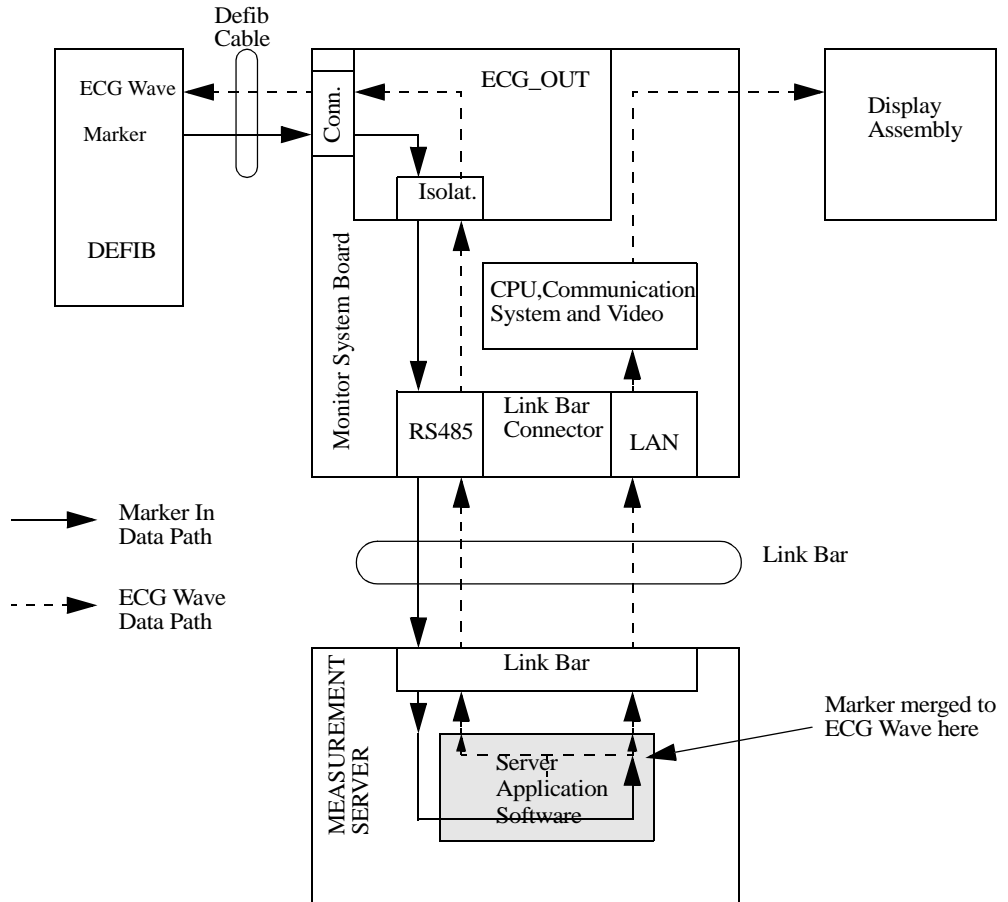 Defib
Cable
ECG Wave
Marker
DEFIB
Conn.
ECG_OUT
Isolat.
Display
Assembly
Monitor System Board
CPU,Communication
System and Video
RS485
Link Bar
Connector
LAN
Marker In
Data Path
ECG Wave
Data Path
Link Bar
MEASUREMENT
SERVER
Link Bar
Server
Application
Software
Marker merged to
ECG Wave here